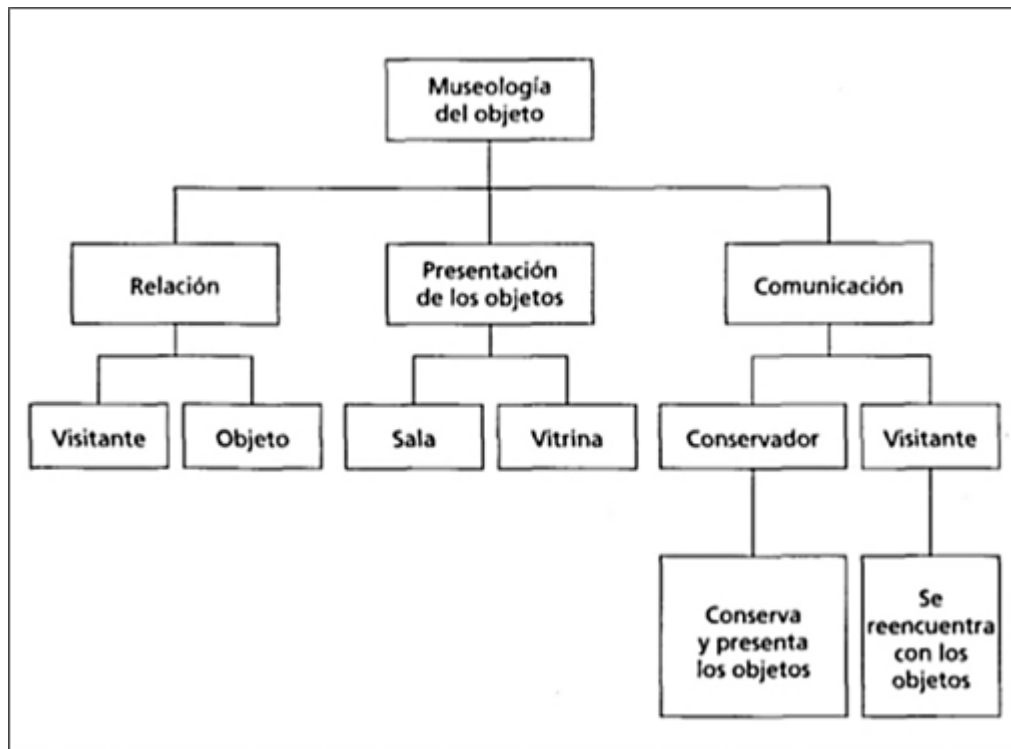 Museología
del objeto
Relación
Presentación
de los objetos
Comunicación
Visitante
Objeto
Sala
Vitrina
Conservador
Visitante
Conserva
y presenta
los objetos
Se
reencuentra
con los
objetos